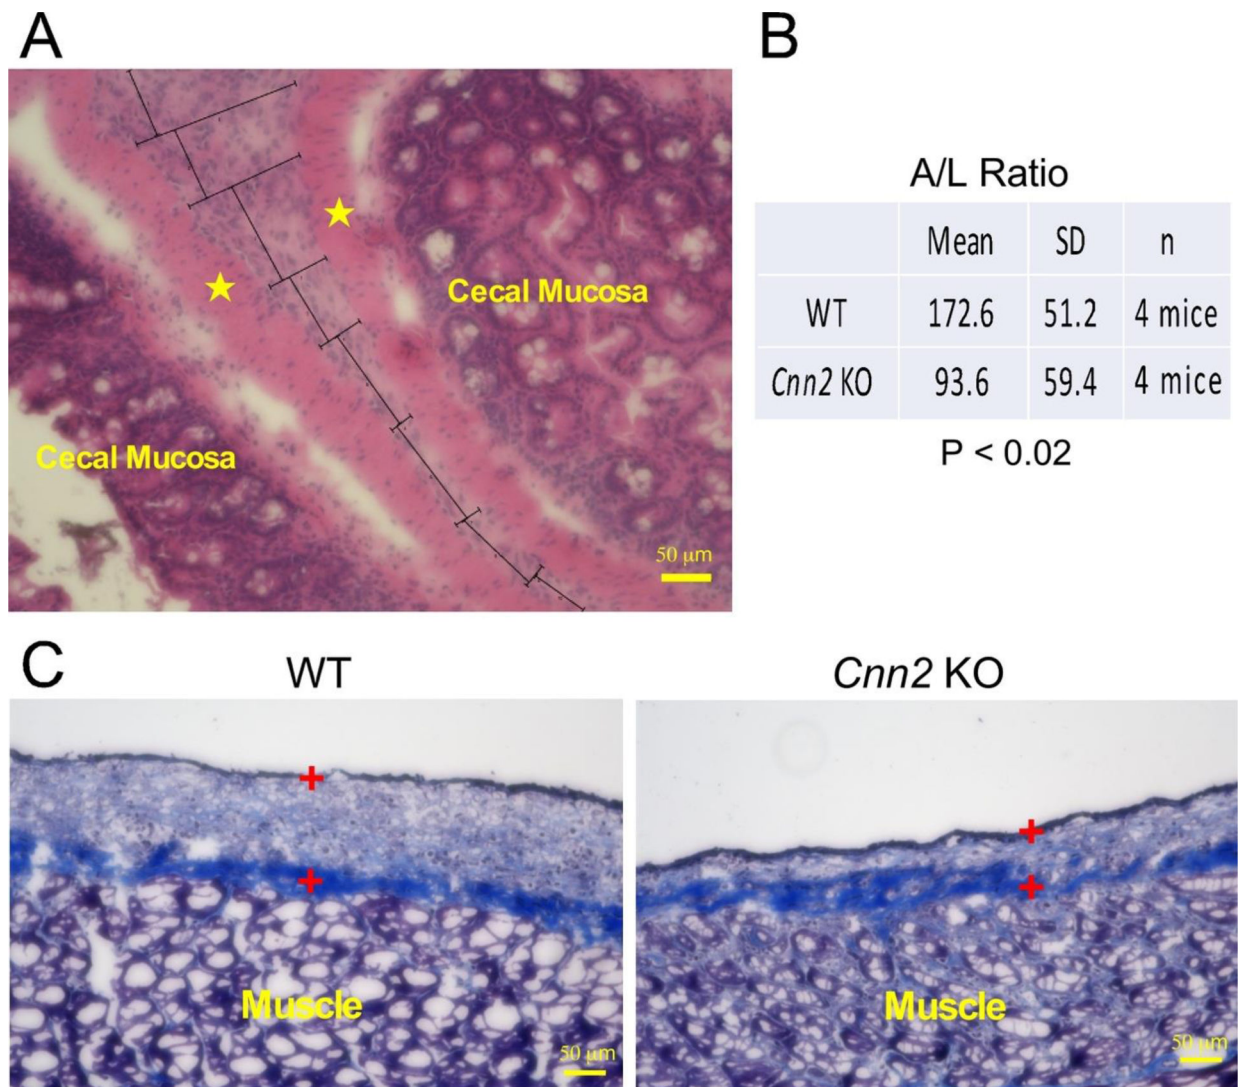 A
Cecal Mucosa
Cecal Mucosa
50 μm
B
A/L Ratio
Mean SD n
WT 172.6 51.2 4 mice
Cnn2 KO 93.6 59.4 4 mice
P < 0.02
C
WT
Cnn2 KO
Muscle
50 μm
Muscle
50 μm